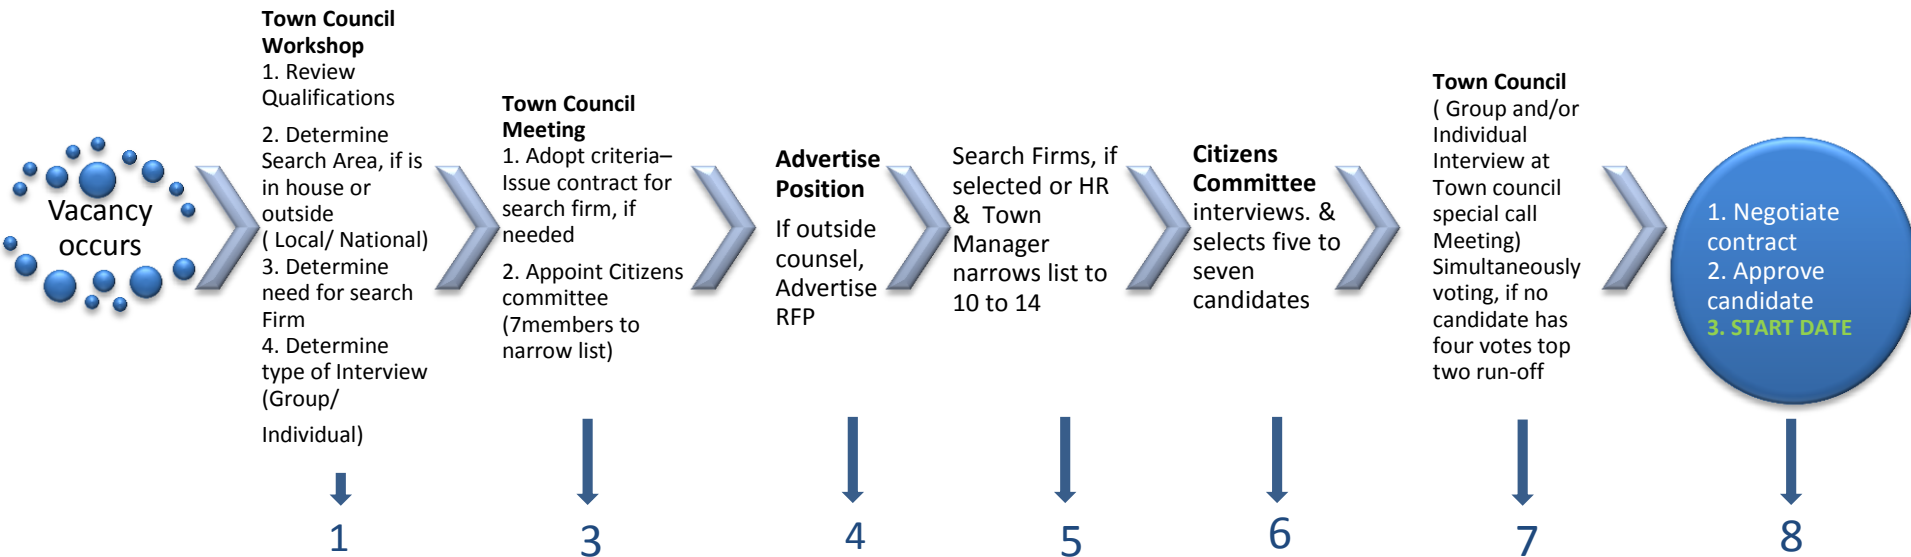 Vacancy
occurs
Town Council
Workshop
1. Review
Qualifications
2. Determine
Search Area, if is
in house or
outside
( Local/ National)
3. Determine
need for search
Firm
4. Determine
type of Interview
(Group/
Individual)
Town Council
Meeting
1. Adopt criteria–
Issue contract for
search firm, if
needed
2. Appoint Citizens
committee
(7members to
narrow list)
Advertise
Position
If outside
counsel,
Advertise
RFP
Search Firms, if
selected or HR
& Town
Manager
narrows list to
10 to 14
Citizens
Committee
interviews. &
selects five to
seven
candidates
Town Council
( Group and/or
Individual
Interview at
Town council
special call
Meeting)
Simultaneously
voting, if no
candidate has
four votes top
two run-off
1. Negotiate
contract
2. Approve
candidate
3. START DATE
1
3
4
5
6
7
8